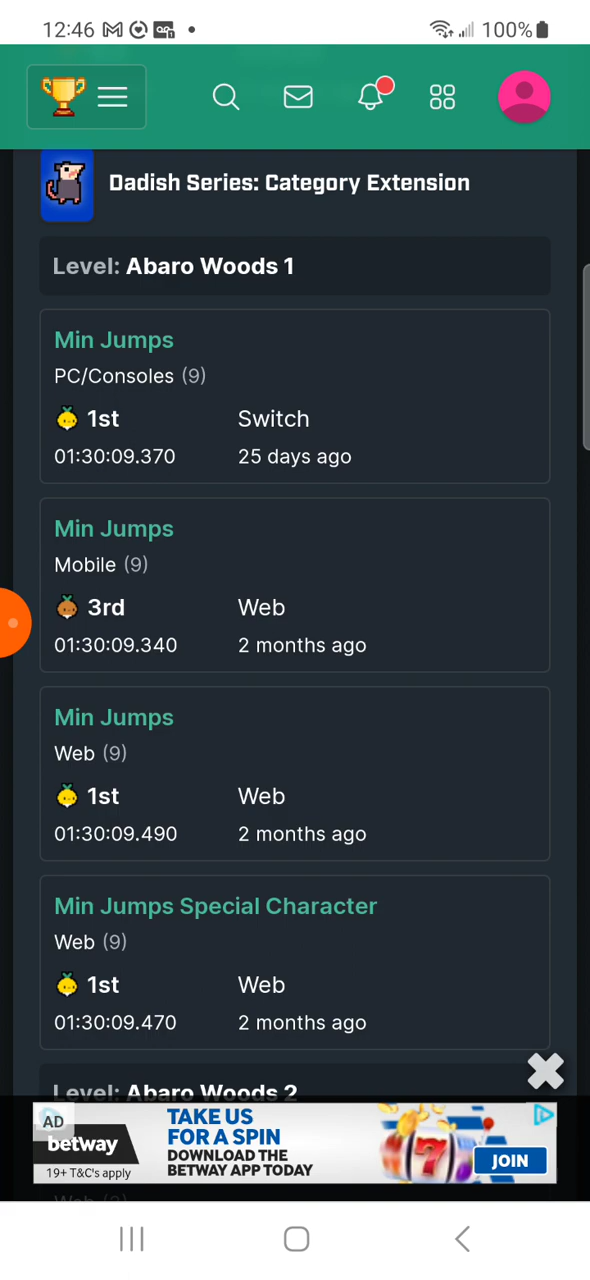 12:46
100%
Dadish Series: Category Extension
Level: Abaro Woods 1
Min Jumps
PC/Consoles (9)
1st Switch
01:30:09.370 25 days ago
Min Jumps
Mobile (9)
3rd Web
01:30:09.340 2 months ago
Min Jumps
Web (9)
1st Web
01:30:09.490 2 months ago
Min Jumps Special Character
Web (9)
1st Web
01:30:09.470 2 months ago
Level: Abaro Woods 2
AD
betway
19+ T&C's apply
TAKE US
FOR A SPIN
DOWNLOAD THE
BETWAY APP TODAY
7
JOIN